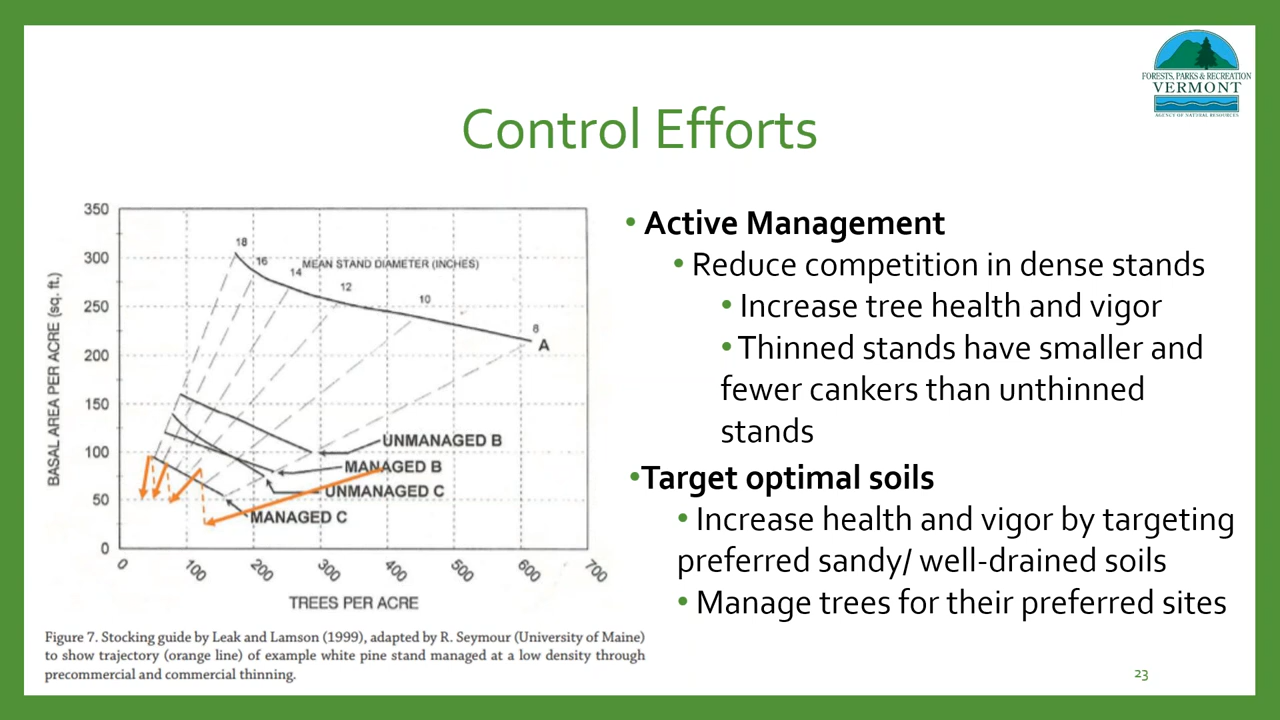 FORESTS, PARKS & RECREATION
VERMONT
AGENCY OF NATURAL RESOURCES
Control Efforts
350
300
250
200
150
100
50
0
BASAL AREA PER ACRE (sq. ft.)
18
16
14
MEAN STAND DIAMETER (INCHES)
12
10
8
A
UNMANAGED B
MANAGED B
UNMANAGED C
MANAGED C
0
100
200
300
400
500
600
700
TREES PER ACRE
Figure 7. Stocking guide by Leak and Lamson (1999), adapted by R. Seymour (University of Maine)
to show trajectory (orange line) of example white pine stand managed at a low density through
precommercial and commercial thinning.
• Active Management
• Reduce competition in dense stands
• Increase tree health and vigor
• Thinned stands have smaller and
fewer cankers than unthinned
stands
•Target optimal soils
• Increase health and vigor by targeting
preferred sandy/ well-drained soils
• Manage trees for their preferred sites
23